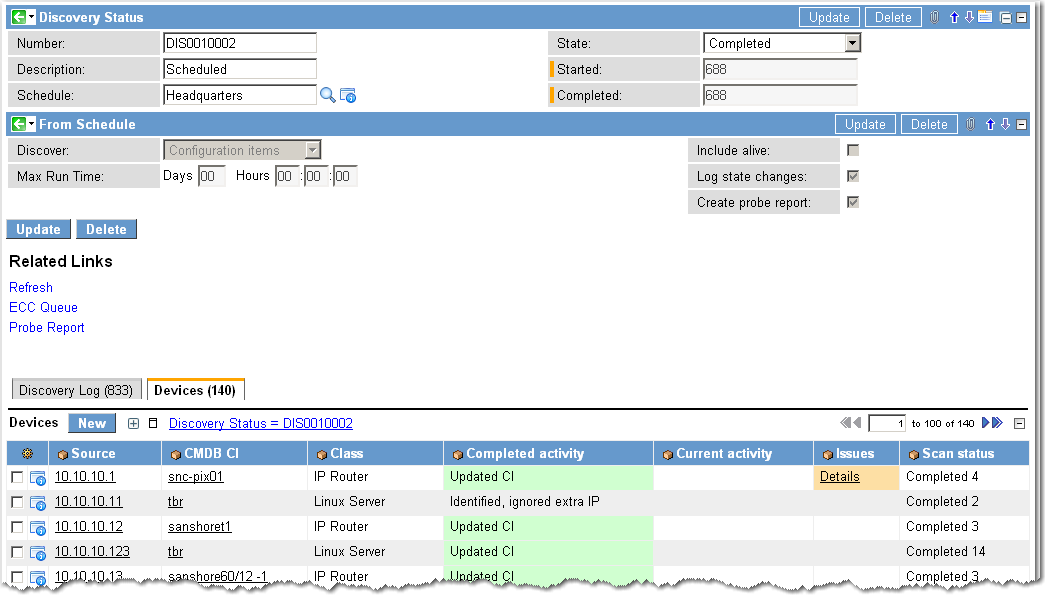 Discovery Status Update Delete
Number: DIS0010002 State: Completed
Description: Scheduled Started: 688
Schedule: Headquarters Completed: 688
From Schedule Update Delete
Discover: Configuration items Include alive:
Max Run Time: Days 00 Hours 00 : 00 : 00 Log state changes:
Create probe report:
Update Delete
Related Links
Refresh
ECC Queue
Probe Report
Discovery Log (833) Devices (140)
Devices New Discovery Status = DIS0010002 1 to 100 of 140
Source CMDB CI Class Completed activity Current activity Issues Scan status
10.10.10.1 snc-pix01 IP Router Updated CI Details Completed 4
10.10.10.11 tbr Linux Server Identified, ignored extra IP Completed 2
10.10.10.12 sanshoret1 IP Router Updated CI Completed 3
10.10.10.123 tbr Linux Server Updated CI Completed 14
10.10.10.13 sanshore60/12 -1 IP Router Updated CI Completed 3